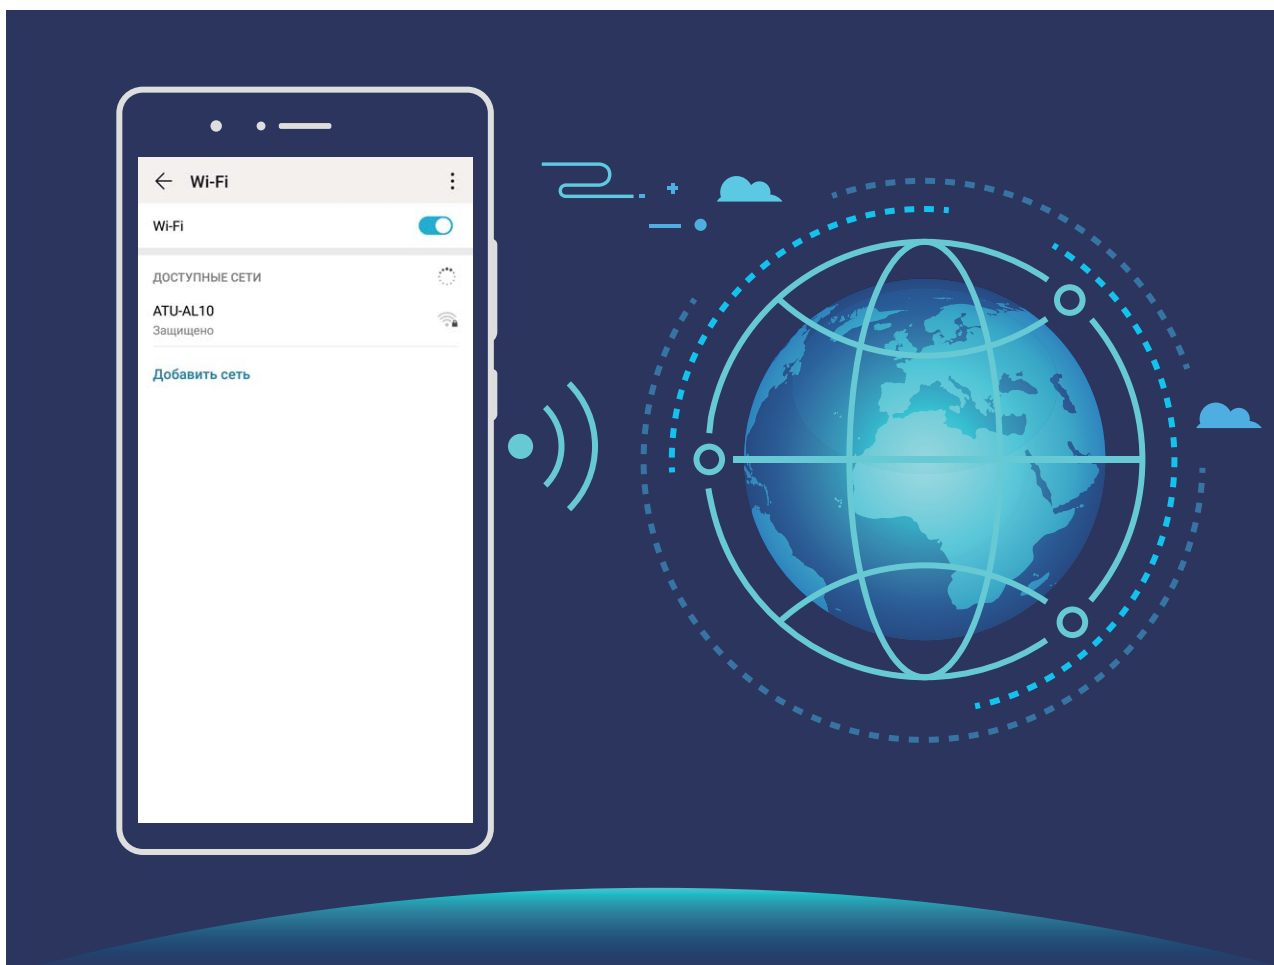 Wi-Fi
Wi-Fi
ДОСТУПНЫЕ СЕТИ
ATU-AL10
Защищено
Добавить сеть